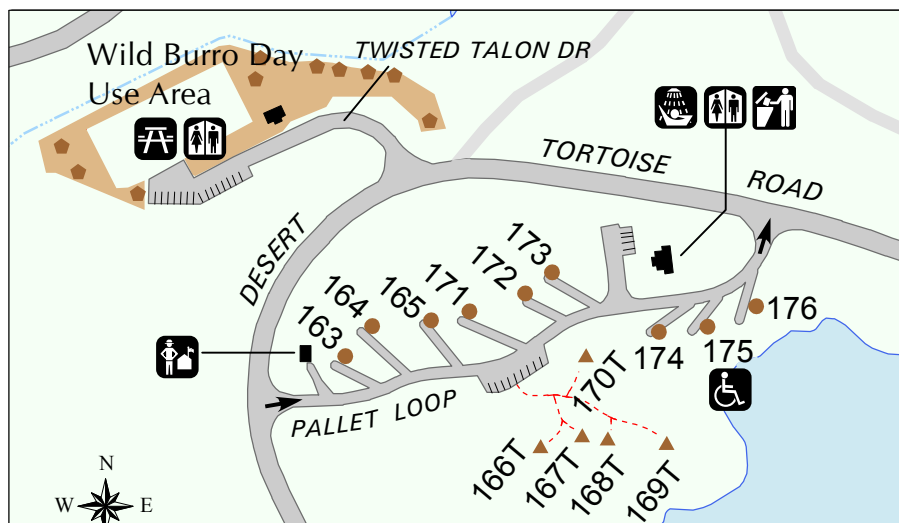 Wild Burro Day
Use Area
TWISTED TALON DR
TORTOISE
ROAD
DESERT
173
172
171
165
164
163
176
175
174
170T
PALLET LOOP
166T
167T
168T
169T
N
W
E